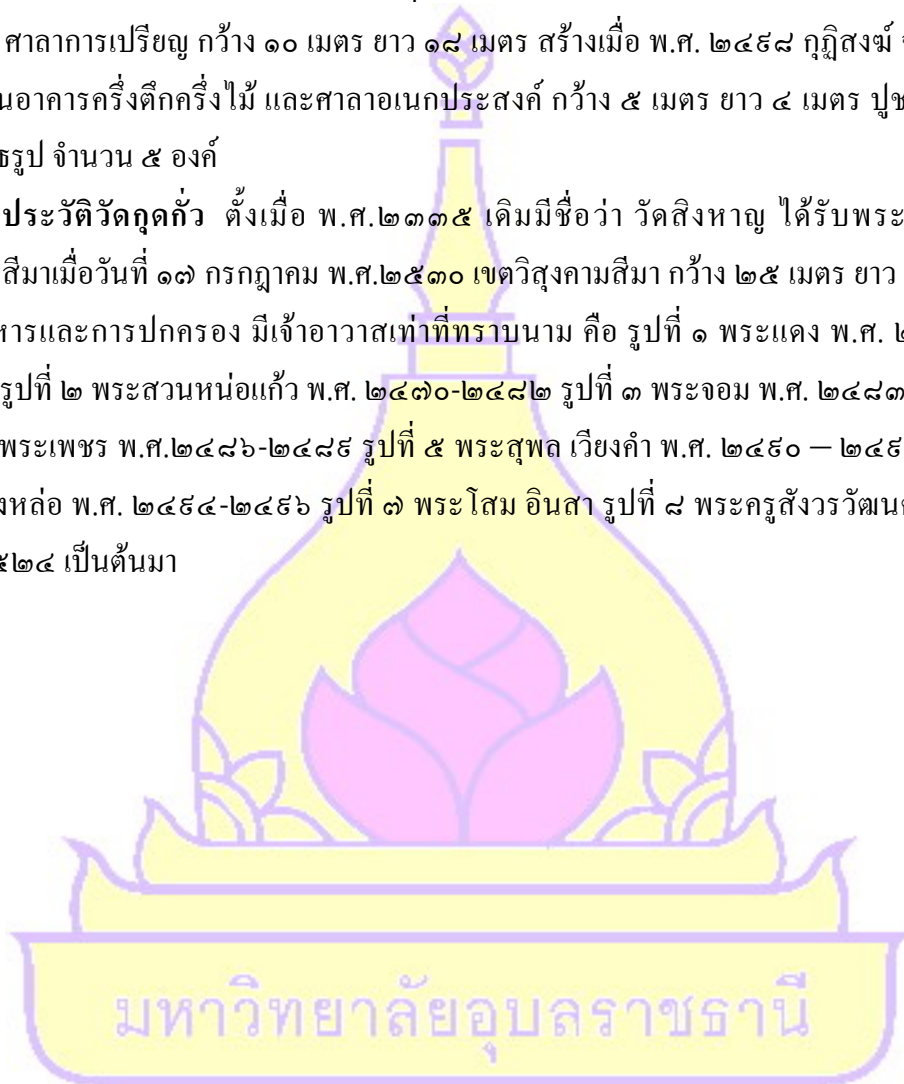 ศาลาการเปรียญ กว้าง ๑๐ เมตร ยาว ๑๘ เมตร สร้างเมื่อ พ.ศ. ๒๔๙๘ กุฏิสงฆ์
นอาคารครึ่งตึกครึ่งไม้ และศาลาอเนกประสงค์ กว้าง ๕ เมตร ยาว ๔ เมตร ปูช
ธรูป จำนวน ๕ องค์
ประวัติวัดกุดกั่ว ตั้งเมื่อ พ.ศ.๒๓๓๕ เดิมมีชื่อว่า วัดสิงหาญ ได้รับพระ
สีมาเมื่อวันที่ ๑๗ กรกฎาคม พ.ศ.๒๕๓๐ เขตวิสุงคามสีมา กว้าง ๒๕ เมตร ยาว
หารและการปกครอง มีเจ้าอาวาสเท่าที่ทราบนาม คือ รูปที่ ๑ พระแดง พ.ศ. ๒
รูปที่ ๒ พระสวนหน่อแก้ว พ.ศ. ๒๔๗๐-๒๔๘๒ รูปที่ ๓ พระจอม พ.ศ. ๒๔๘๓
พระเพชร พ.ศ.๒๔๘๖-๒๔๘๙ รูปที่ ๕ พระสุพล เวียงคำ พ.ศ. ๒๔๙๐ – ๒๔๙
งหล่อ พ.ศ. ๒๔๙๔-๒๔๙๖ รูปที่ ๗ พระโสม อินสา รูปที่ ๘ พระครูสังวรวัฒน
๕๒๔ เป็นต้นมา
มหาวิทยาลัยอุบลราชธานี